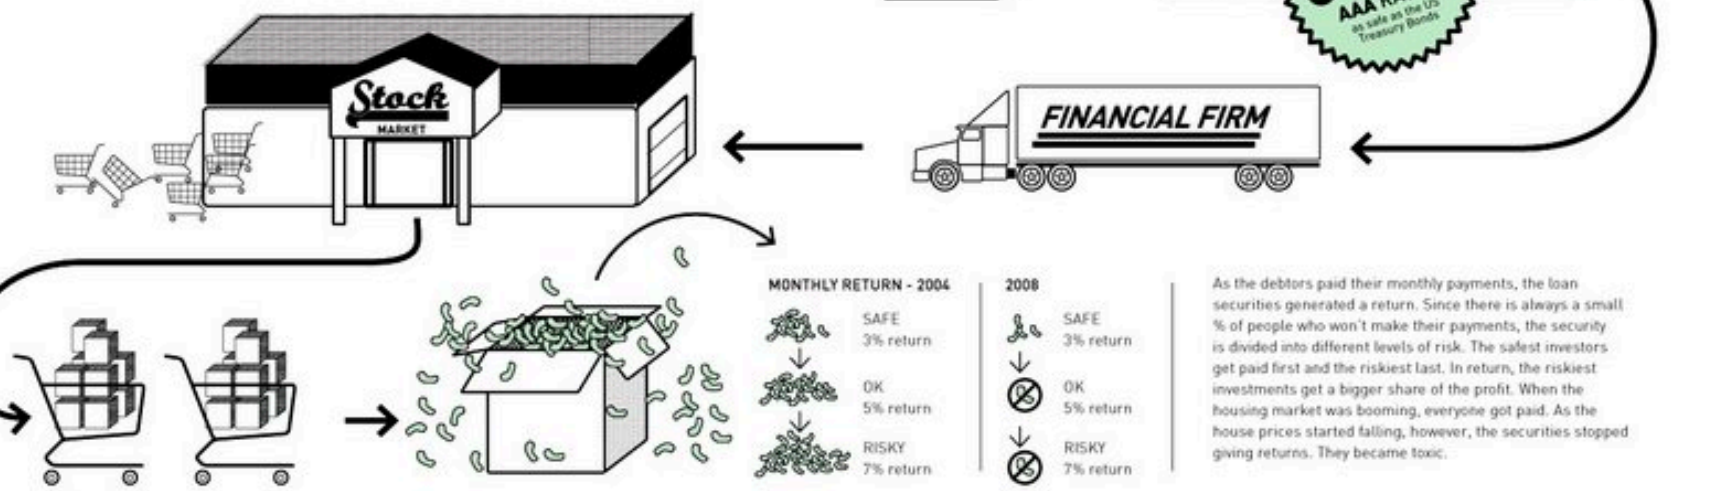 AAA
as safe as the US
Treasury Bonds
Stock
MARKET
FINANCIAL FIRM
MONTHLY RETURN - 2004
SAFE
3% return
OK
5% return
RISKY
7% return
2008
SAFE
3% return
OK
5% return
RISKY
7% return
As the debtors paid their monthly payments, the loan
securities generated a return. Since there is always a small
% of people who won't make their payments, the security
is divided into different levels of risk. The safest investors
get paid first and the riskiest last. In return, the riskiest
investments get a bigger share of the profit. When the
housing market was booming, everyone got paid. As the
house prices started falling, however, the securities stopped
giving returns. They became toxic.